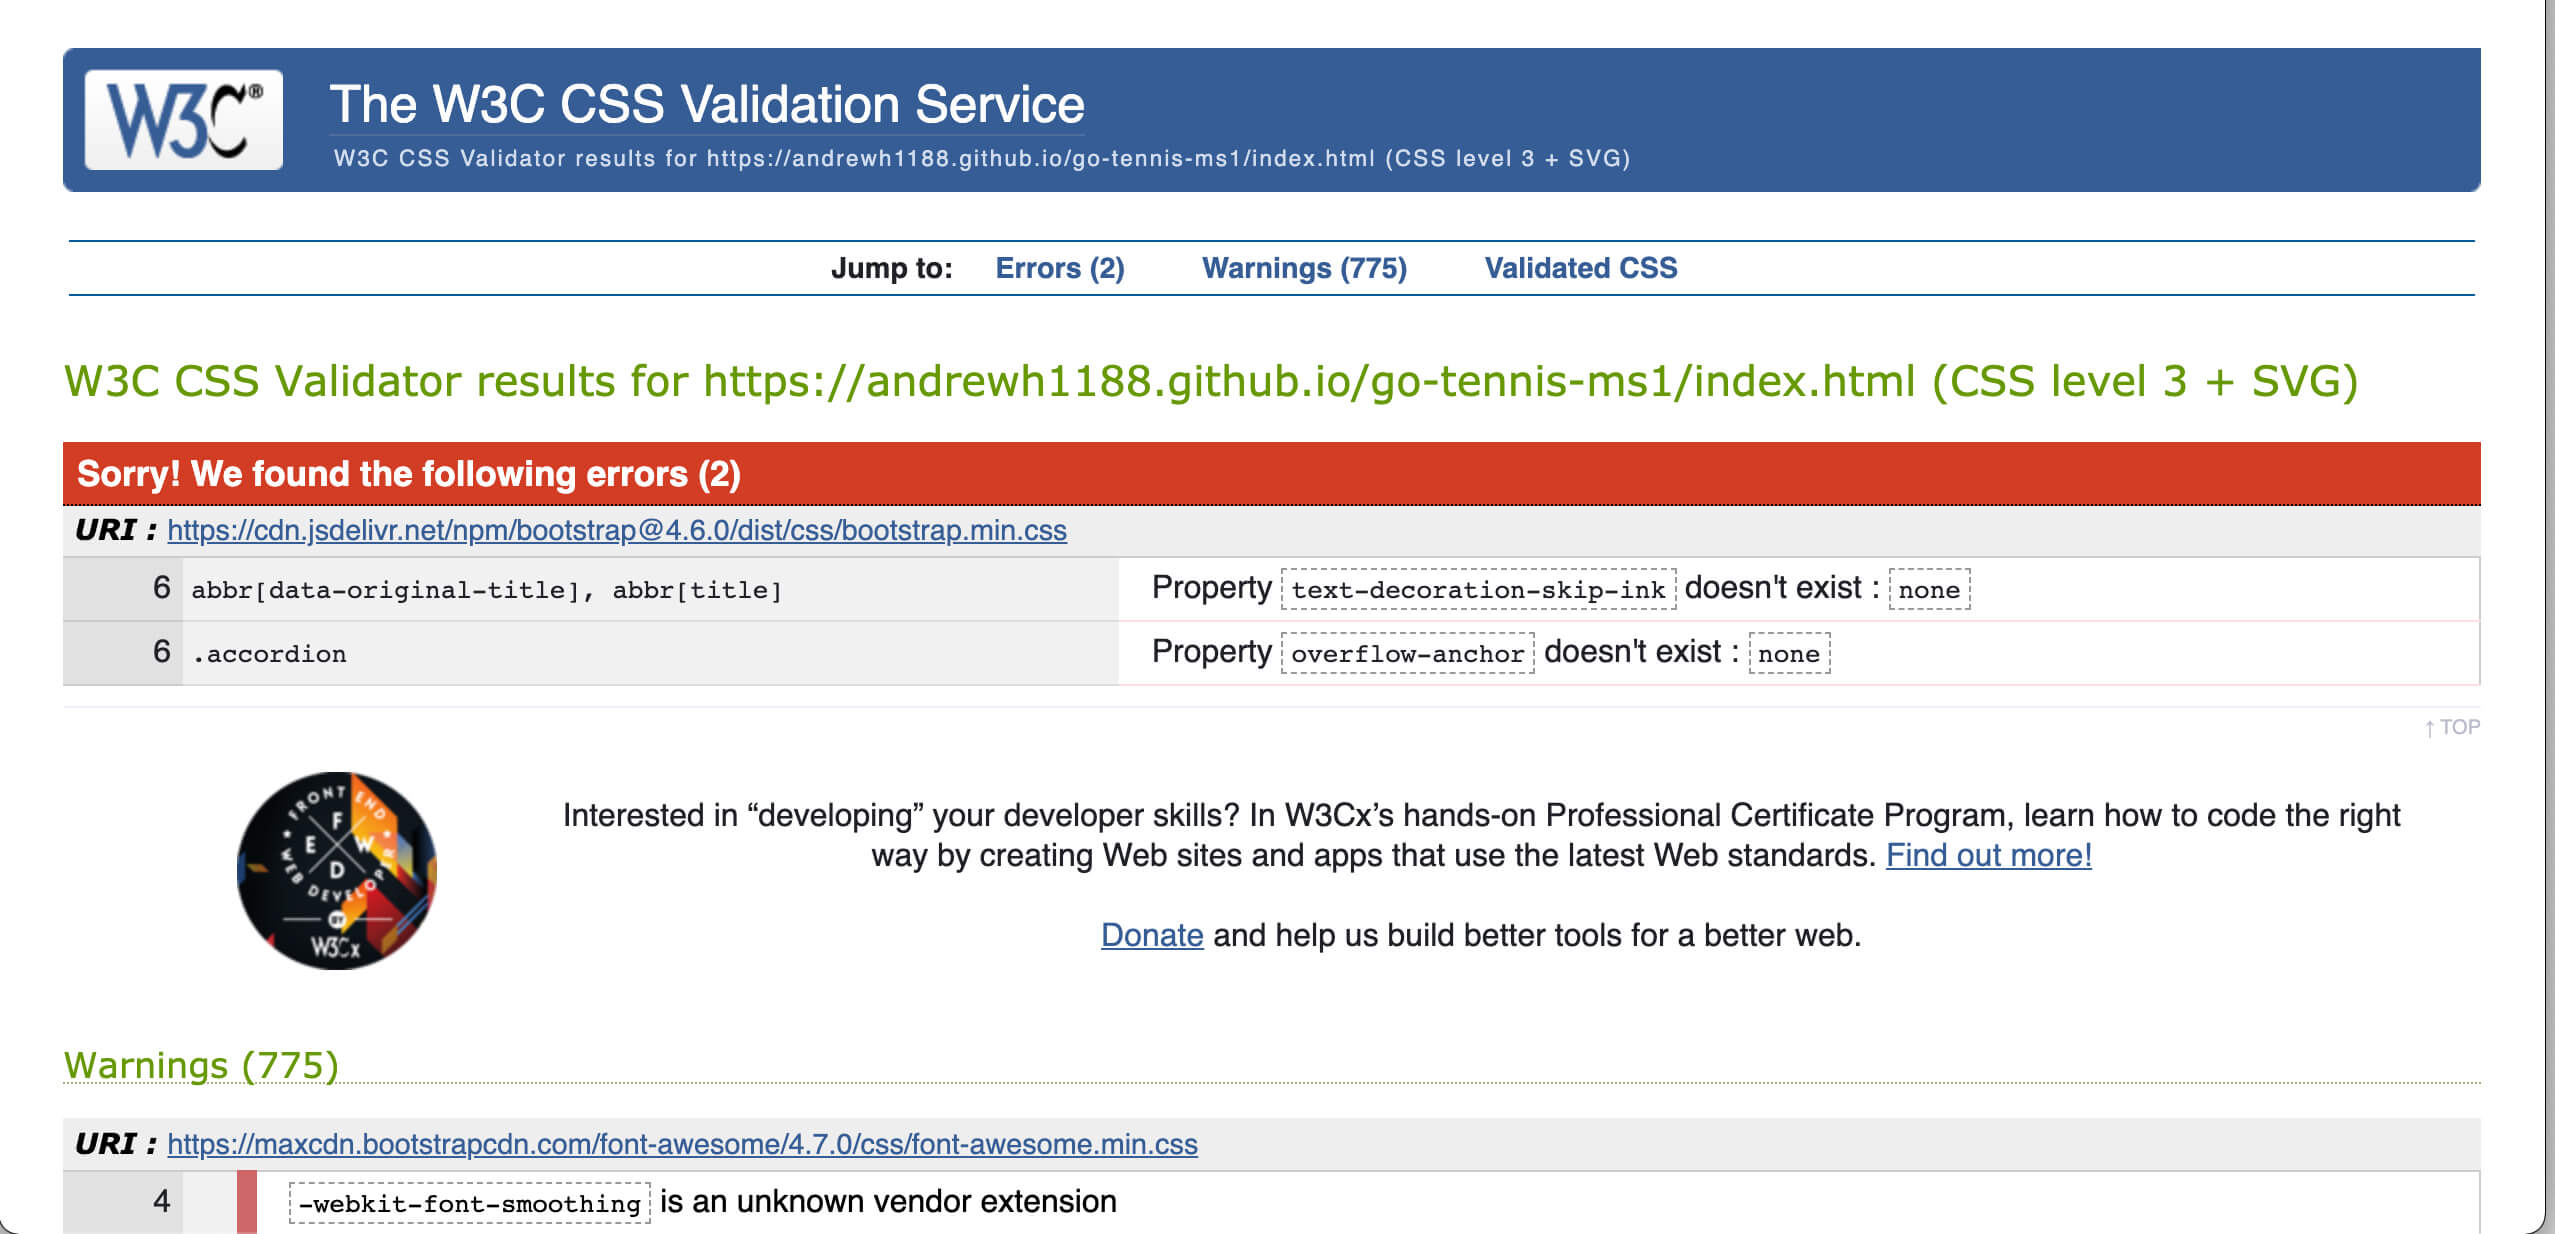 W3C®
The W3C CSS Validation Service
W3C CSS Validator results for https://andrewh1188.github.io/go-tennis-ms1/index.html (CSS level 3 + SVG)
Jump to: Errors (2) Warnings (775) Validated CSS
W3C CSS Validator results for https://andrewh1188.github.io/go-tennis-ms1/index.html (CSS level 3 + SVG)
Sorry! We found the following errors (2)
URI : https://cdn.jsdelivr.net/npm/bootstrap@4.6.0/dist/css/bootstrap.min.css
6 abbr[data-original-title], abbr[title] Property text-decoration-skip-ink doesn't exist : none
6 .accordion Property overflow-anchor doesn't exist : none
↑ TOP
FRONT END WEB DEVELOPER
F E W D
BY
W3Cx
Interested in “developing” your developer skills? In W3Cx’s hands-on Professional Certificate Program, learn how to code the right
way by creating Web sites and apps that use the latest Web standards. Find out more!
Donate and help us build better tools for a better web.
Warnings (775)
URI : https://maxcdn.bootstrapcdn.com/font-awesome/4.7.0/css/font-awesome.min.css
4 -webkit-font-smoothing is an unknown vendor extension